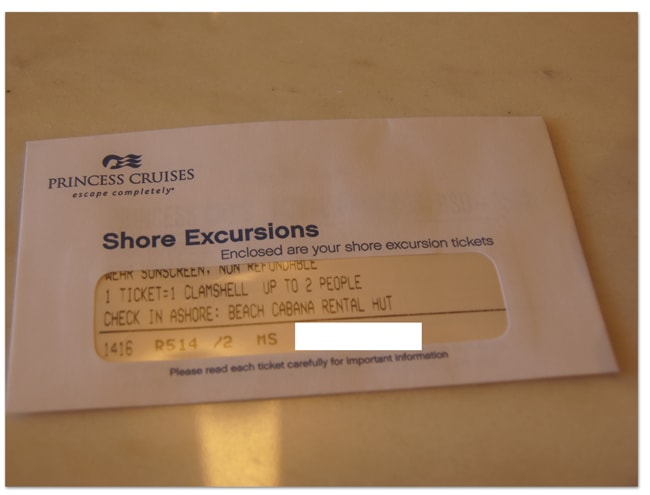 PRINCESS CRUISES
escape completely®
Shore Excursions
Enclosed are your shore excursion tickets
WEAR SUNSCREEN, NON REFUNDABLE
1 TICKET=1 CLAMSHELL UP TO 2 PEOPLE
CHECK IN ASHORE: BEACH CABANA RENTAL HUT
1416 R514 /2 MS
Please read each ticket carefully for important information